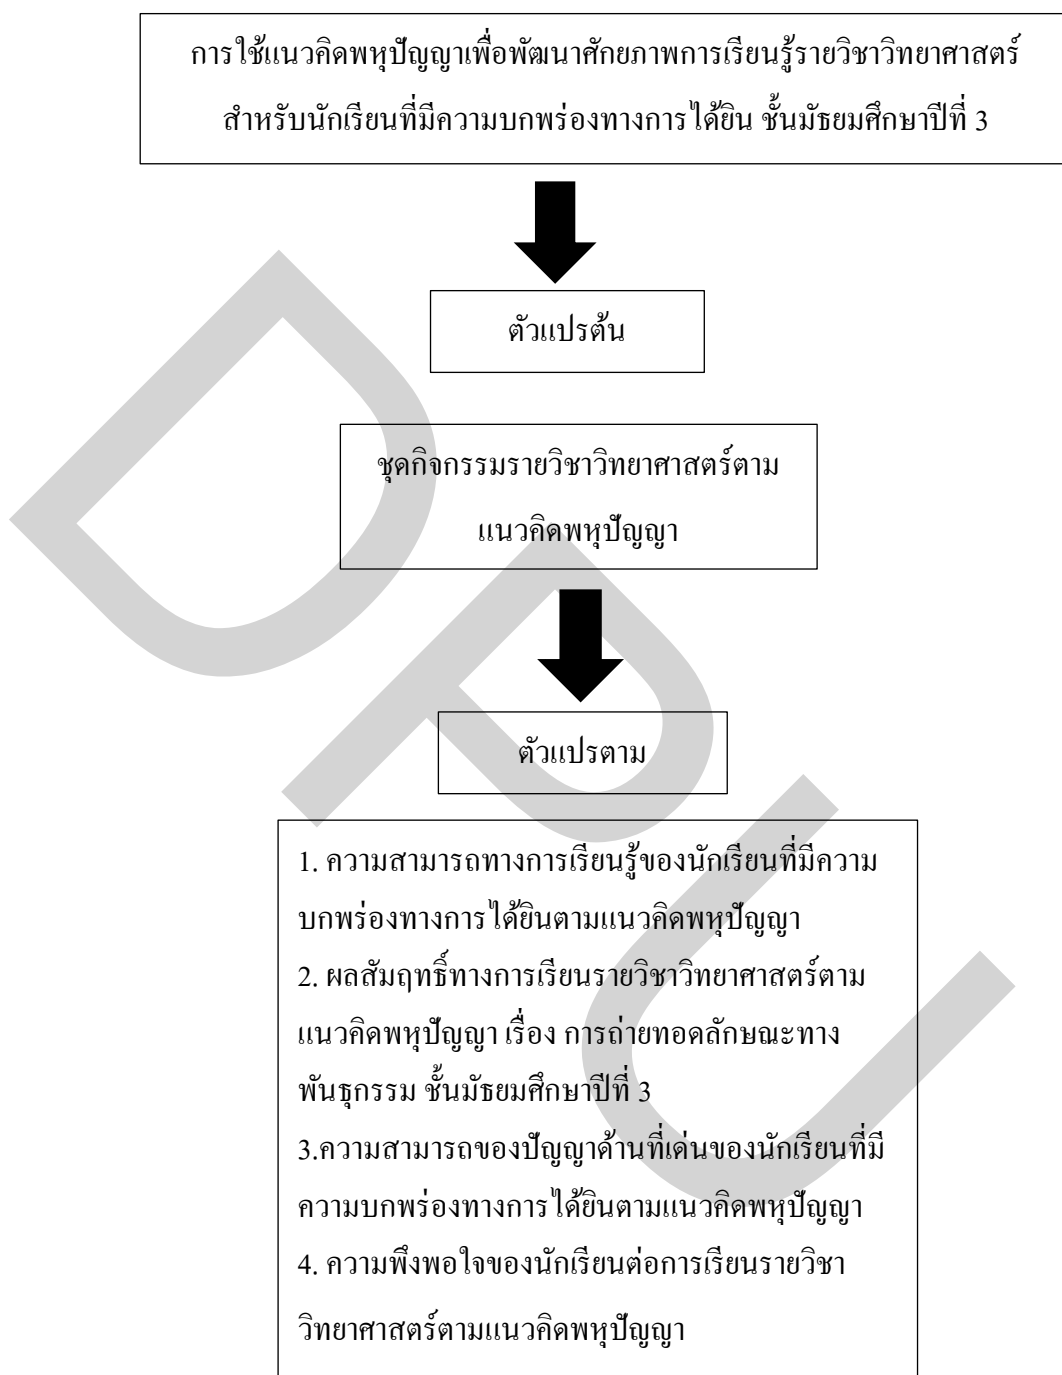 การใช้แนวคิดพหุปัญญาเพื่อพัฒนาศักยภาพการเรียนรู้รายวิชาวิทยาศาสตร์
สำหรับนักเรียนที่มีความบกพร่องทางการได้ยิน ชั้นมัธยมศึกษาปีที่ 3
ตัวแปรต้น
ชุดกิจกรรมรายวิชาวิทยาศาสตร์ตาม
แนวคิดพหุปัญญา
ตัวแปรตาม
1. ความสามารถทางการเรียนรู้ของนักเรียนที่มีความ
บกพร่องทางการได้ยินตามแนวคิดพหุปัญญา
2. ผลสัมฤทธิ์ทางการเรียนรายวิชาวิทยาศาสตร์ตาม
แนวคิดพหุปัญญา เรื่อง การถ่ายทอดลักษณะทาง
พันธุกรรม ชั้นมัธยมศึกษาปีที่ 3
3.ความสามารถของปัญญาด้านที่เด่นของนักเรียนที่มี
ความบกพร่องทางการได้ยินตามแนวคิดพหุปัญญา
4. ความพึงพอใจของนักเรียนต่อการเรียนรายวิชา
วิทยาศาสตร์ตามแนวคิดพหุปัญญา
DPU